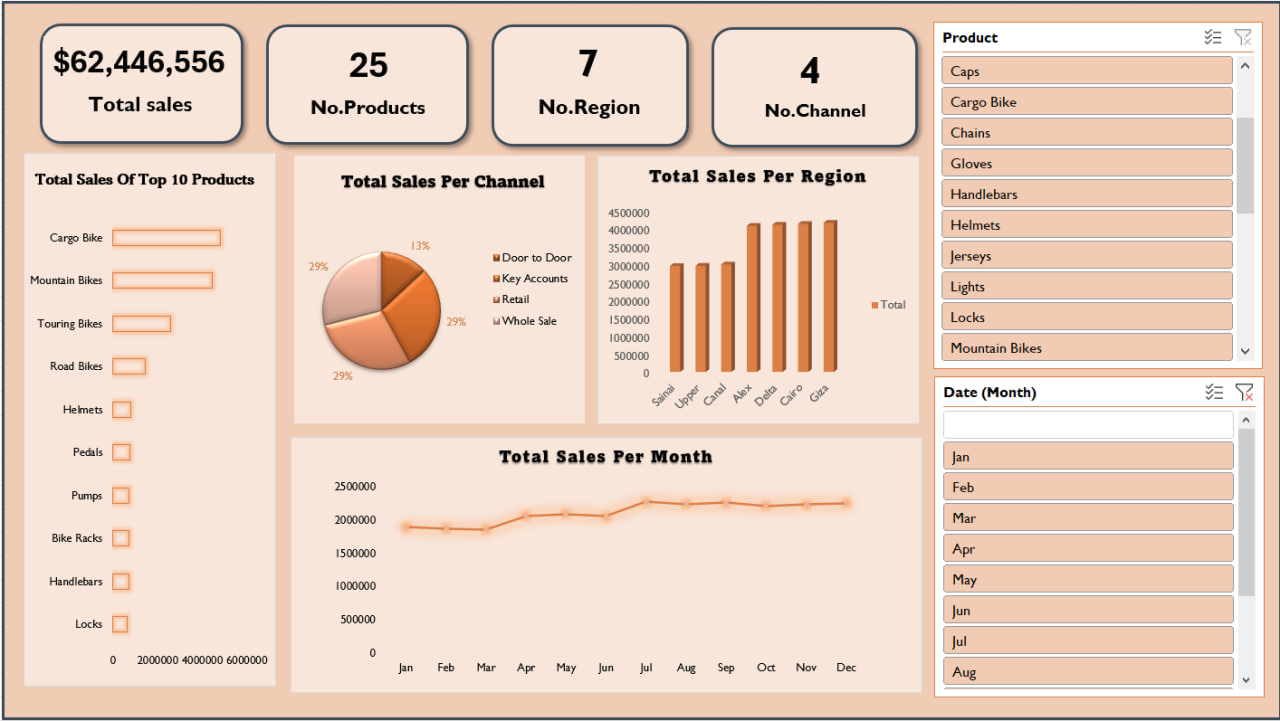 $62,446,556
Total sales
25
No.Products
7
No.Region
4
No.Channel
Total Sales Of Top 10 Products
Cargo Bike
Mountain Bikes
Touring Bikes
Road Bikes
Helmets
Pedals
Pumps
Bike Racks
Handlebars
Locks
0 2000000 4000000 6000000
Total Sales Per Channel
13%
29%
29%
29%
Door to Door
Key Accounts
Retail
Whole Sale
Total Sales Per Region
4500000
4000000
3500000
3000000
2500000
2000000
1500000
1000000
500000
0
Sainai
Upper
Canal
Alex
Delta
Cairo
Giza
Total
Total Sales Per Month
2500000
2000000
1500000
1000000
500000
0
Jan Feb Mar Apr May Jun Jul Aug Sep Oct Nov Dec
Product
Caps
Cargo Bike
Chains
Gloves
Handlebars
Helmets
Jerseys
Lights
Locks
Mountain Bikes
Date (Month)
Jan
Feb
Mar
Apr
May
Jun
Jul
Aug